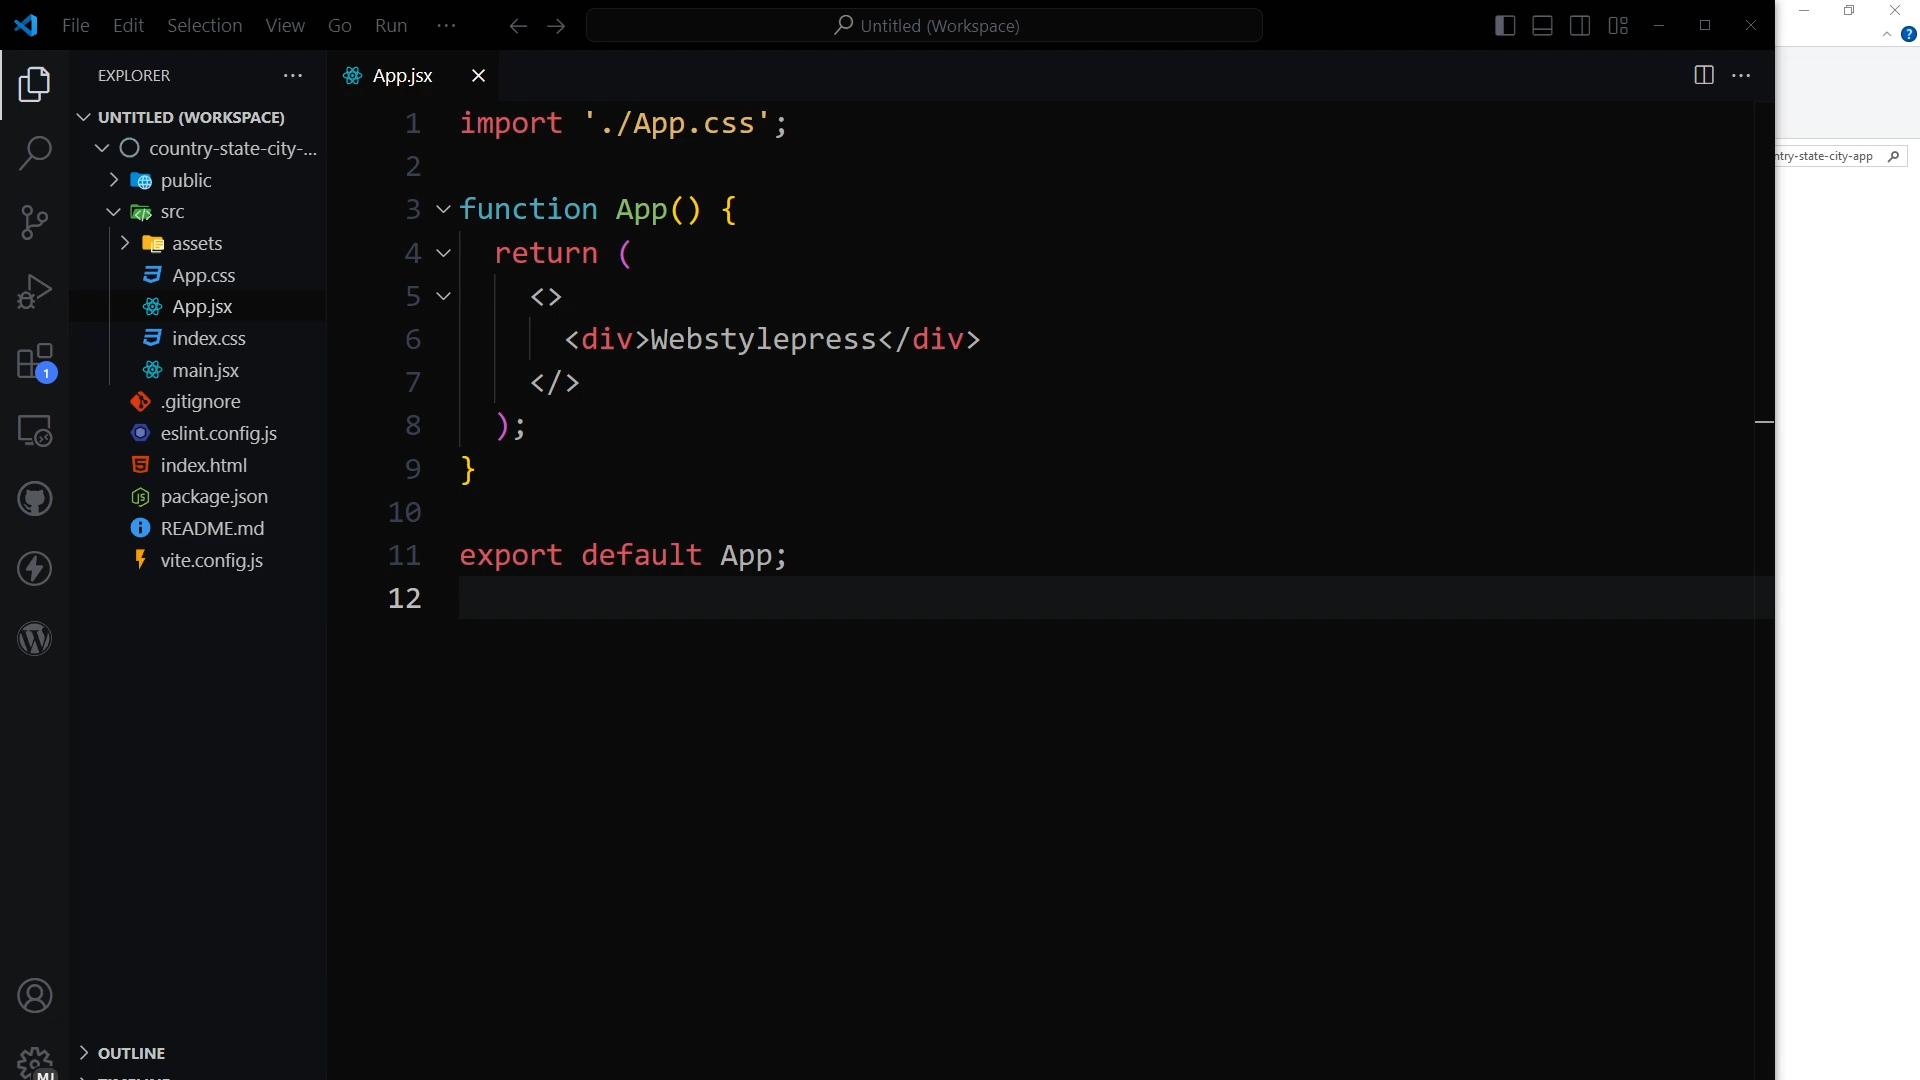 File Edit Selection View Go Run ··· Untitled (Workspace)
EXPLORER
App.jsx
ntry-state-city-app
UNTITLED (WORKSPACE)
country-state-city-...
public
src
assets
App.css
App.jsx
index.css
main.jsx
.gitignore
eslint.config.js
index.html
package.json
README.md
vite.config.js
1
OUTLINE
1 import './App.css';
2
3 function App() {
4 return (
5 <>
6 <div>Webstylepress</div>
7 </>
8 );
9 }
10
11 export default App;
12